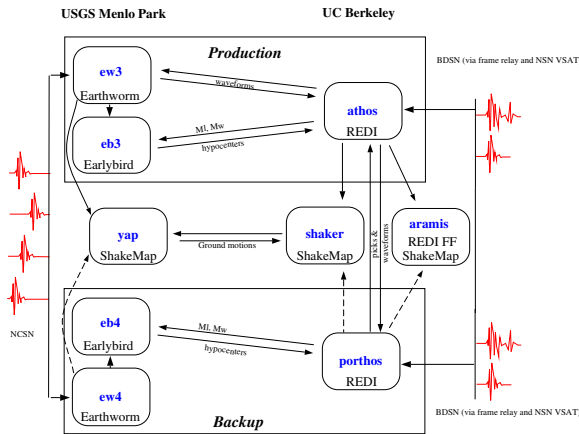 USGS Menlo Park
UC Berkeley
Production
BDSN (via frame relay and NSN VSAT)
ew3
Earthworm
waveforms
athos
REDI
eb3
Earlybird
Ml, Mw
hypocenters
yap
ShakeMap
Ground motions
shaker
ShakeMap
picks &
waveforms
aramis
REDI FF
ShakeMap
NCSN
eb4
Earlybird
Ml, Mw
hypocenters
porthos
REDI
ew4
Earthworm
Backup
BDSN (via frame relay and NSN VSAT)